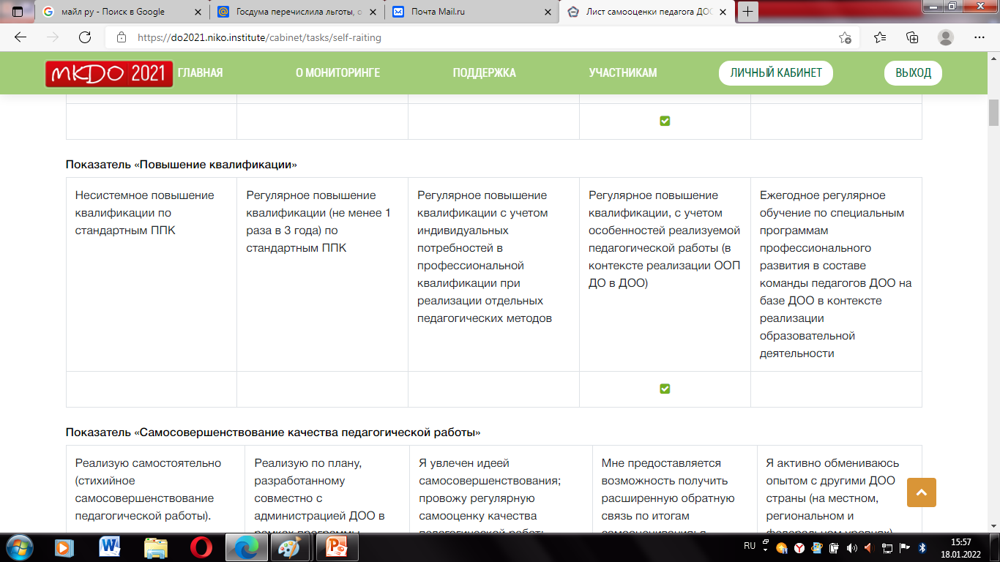 майл ру - Поиск в Google
Госдума перечислила льготы, о
Почта Mail.ru
Лист самооценки педагога ДОО
https://do2021.niko.institute/cabinet/tasks/self-raiting
МКДО 2021
ГЛАВНАЯ
О МОНИТОРИНГЕ
ПОДДЕРЖКА
УЧАСТНИКАМ
ЛИЧНЫЙ КАБИНЕТ
ВЫХОД
Показатель «Повышение квалификации»
Несистемное повышение
квалификации по
стандартным ППК
Регулярное повышение
квалификации (не менее 1
раза в 3 года) по
стандартным ППК
Регулярное повышение
квалификации с учетом
индивидуальных
потребностей в
профессиональной
квалификации при
реализации отдельных
педагогических методов
Регулярное повышение
квалификации, с учетом
особенностей реализуемой
педагогической работы (в
контексте реализации ООП
ДО в ДОО)
Ежегодное регулярное
обучение по специальным
программам
профессионального
развития в составе
команды педагогов ДОО на
базе ДОО в контексте
реализации
образовательной
деятельности
Показатель «Самосовершенствование качества педагогической работы»
Реализую самостоятельно
(стихийное
самосовершенствование
педагогической работы).
Реализую по плану,
разработанному
совместно с
администрацией ДОО в
рамках программы
Я увлечен идеей
самосовершенствования;
провожу регулярную
самооценку качества
педагогической работы
Мне предоставляется
возможность получить
расширенную обратную
связь по итогам
Я активно обмениваюсь
опытом с другими ДОО
страны (на местном,
региональном и
федеральном уровнях)
RU
15:57
18.01.2022